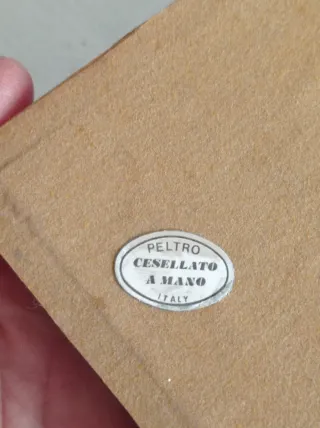 PELTRO
CESELLATO
A MANO
ITALY